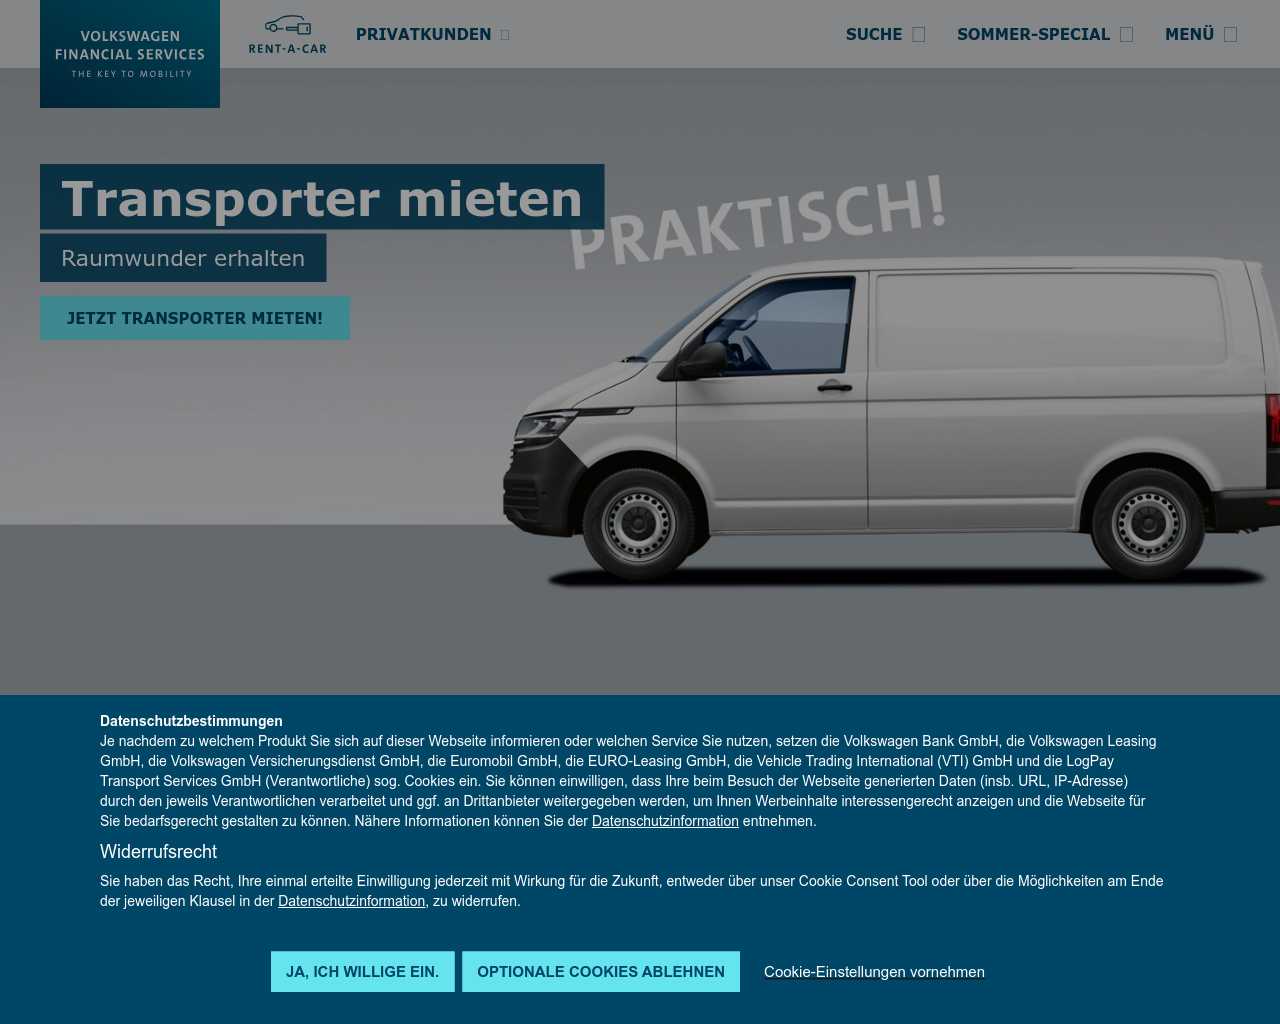 VOLKSWAGEN
FINANCIAL SERVICES
THE KEY TO MOBILITY
RENT-A-CAR
PRIVATKUNDEN
SUCHE
SOMMER-SPECIAL
MENÜ
Transporter mieten
PRAKTISCH!
Raumwunder erhalten
JETZT TRANSPORTER MIETEN!
Datenschutzbestimmungen
Je nachdem zu welchem Produkt Sie sich auf dieser Webseite informieren oder welchen Service Sie nutzen, setzen die Volkswagen Bank GmbH, die Volkswagen Leasing
GmbH, die Volkswagen Versicherungsdienst GmbH, die Euromobil GmbH, die EURO-Leasing GmbH, die Vehicle Trading International (VTI) GmbH und die LogPay
Transport Services GmbH (Verantwortliche) sog. Cookies ein. Sie können einwilligen, dass Ihre beim Besuch der Webseite generierten Daten (insb. URL, IP-Adresse)
durch den jeweils Verantwortlichen verarbeitet und ggf. an Drittanbieter weitergegeben werden, um Ihnen Werbeinhalte interessengerecht anzeigen und die Webseite für
Sie bedarfsgerecht gestalten zu können. Nähere Informationen können Sie der Datenschutzinformation entnehmen.
Widerrufsrecht
Sie haben das Recht, Ihre einmal erteilte Einwilligung jederzeit mit Wirkung für die Zukunft, entweder über unser Cookie Consent Tool oder über die Möglichkeiten am Ende
der jeweiligen Klausel in der Datenschutzinformation, zu widerrufen.
JA, ICH WILLIGE EIN.
OPTIONALE COOKIES ABLEHNEN
Cookie-Einstellungen vornehmen